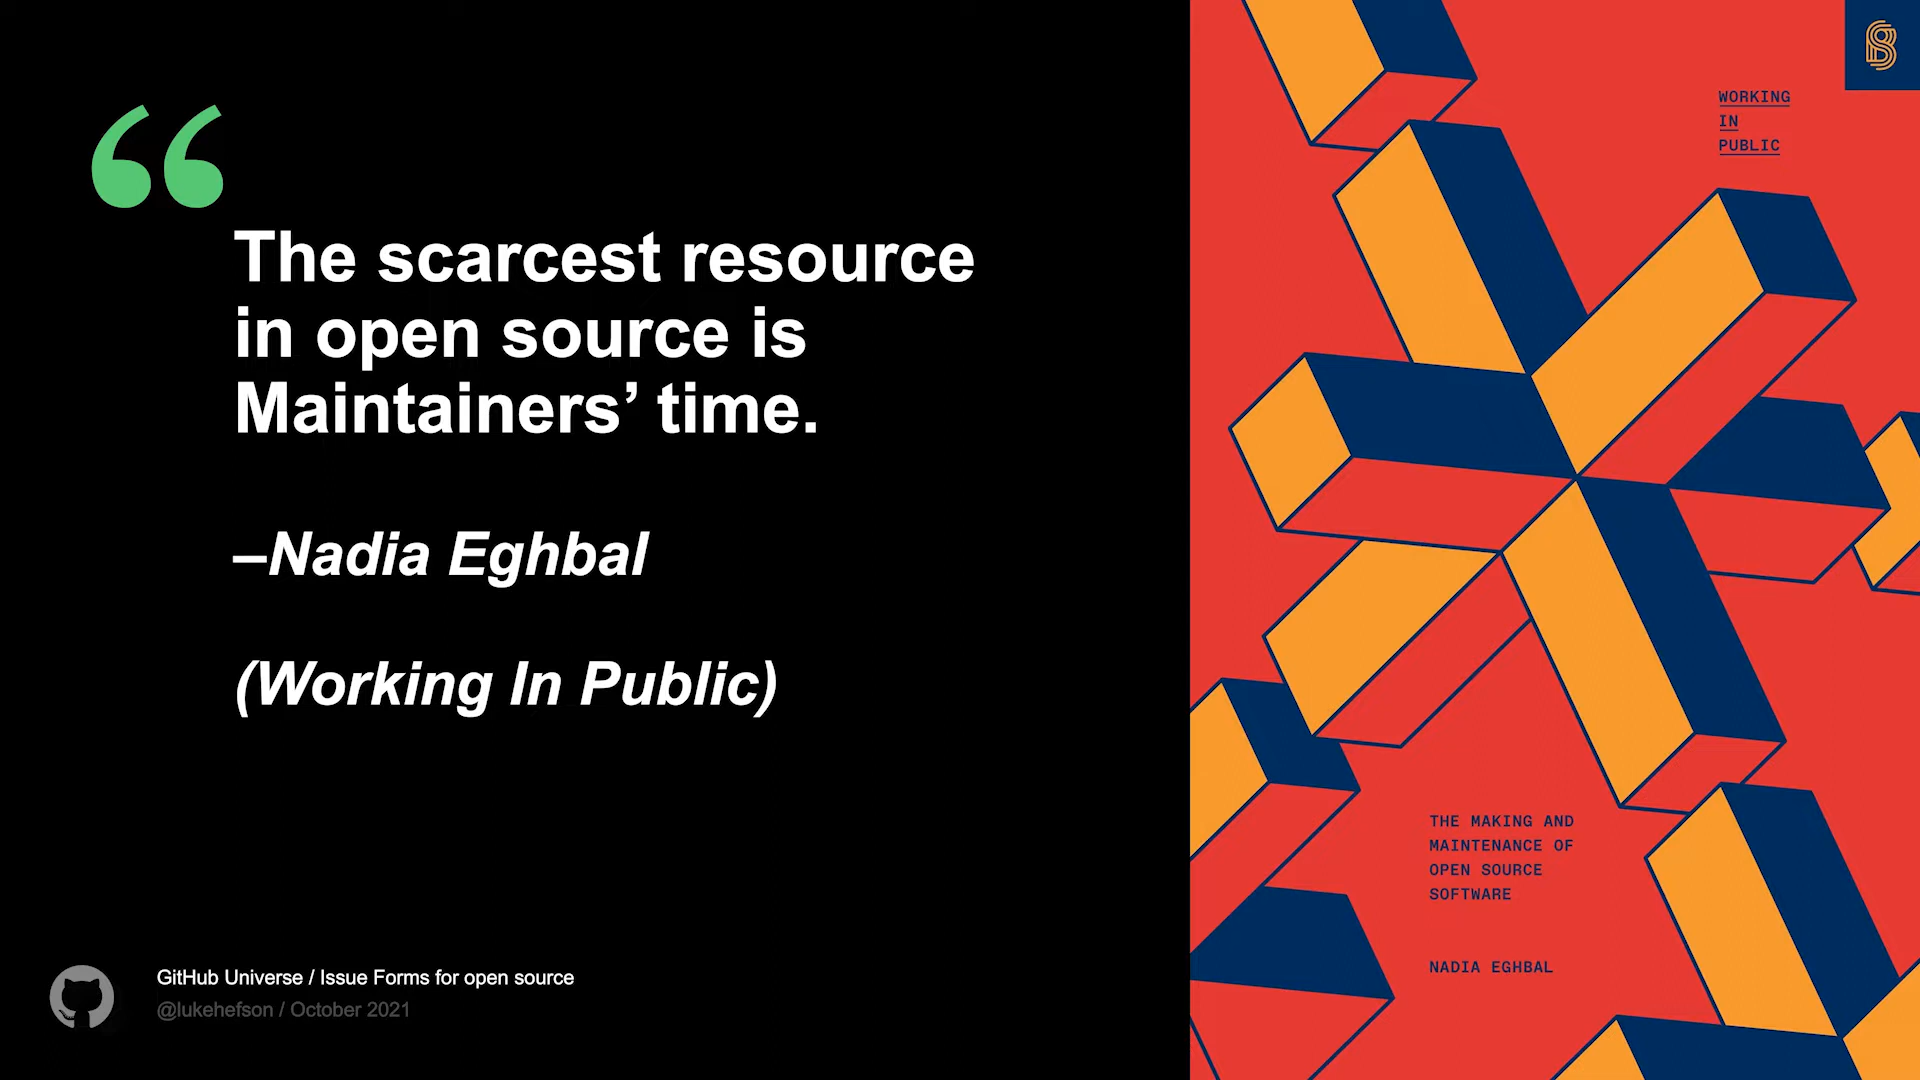 “
The scarcest resource
in open source is
Maintainers’ time.
–Nadia Eghbal
(Working In Public)
GitHub Universe / Issue Forms for open source
@lukehefson / October 2021
WORKING
IN
PUBLIC
THE MAKING AND
MAINTENANCE OF
OPEN SOURCE
SOFTWARE
NADIA EGHBAL